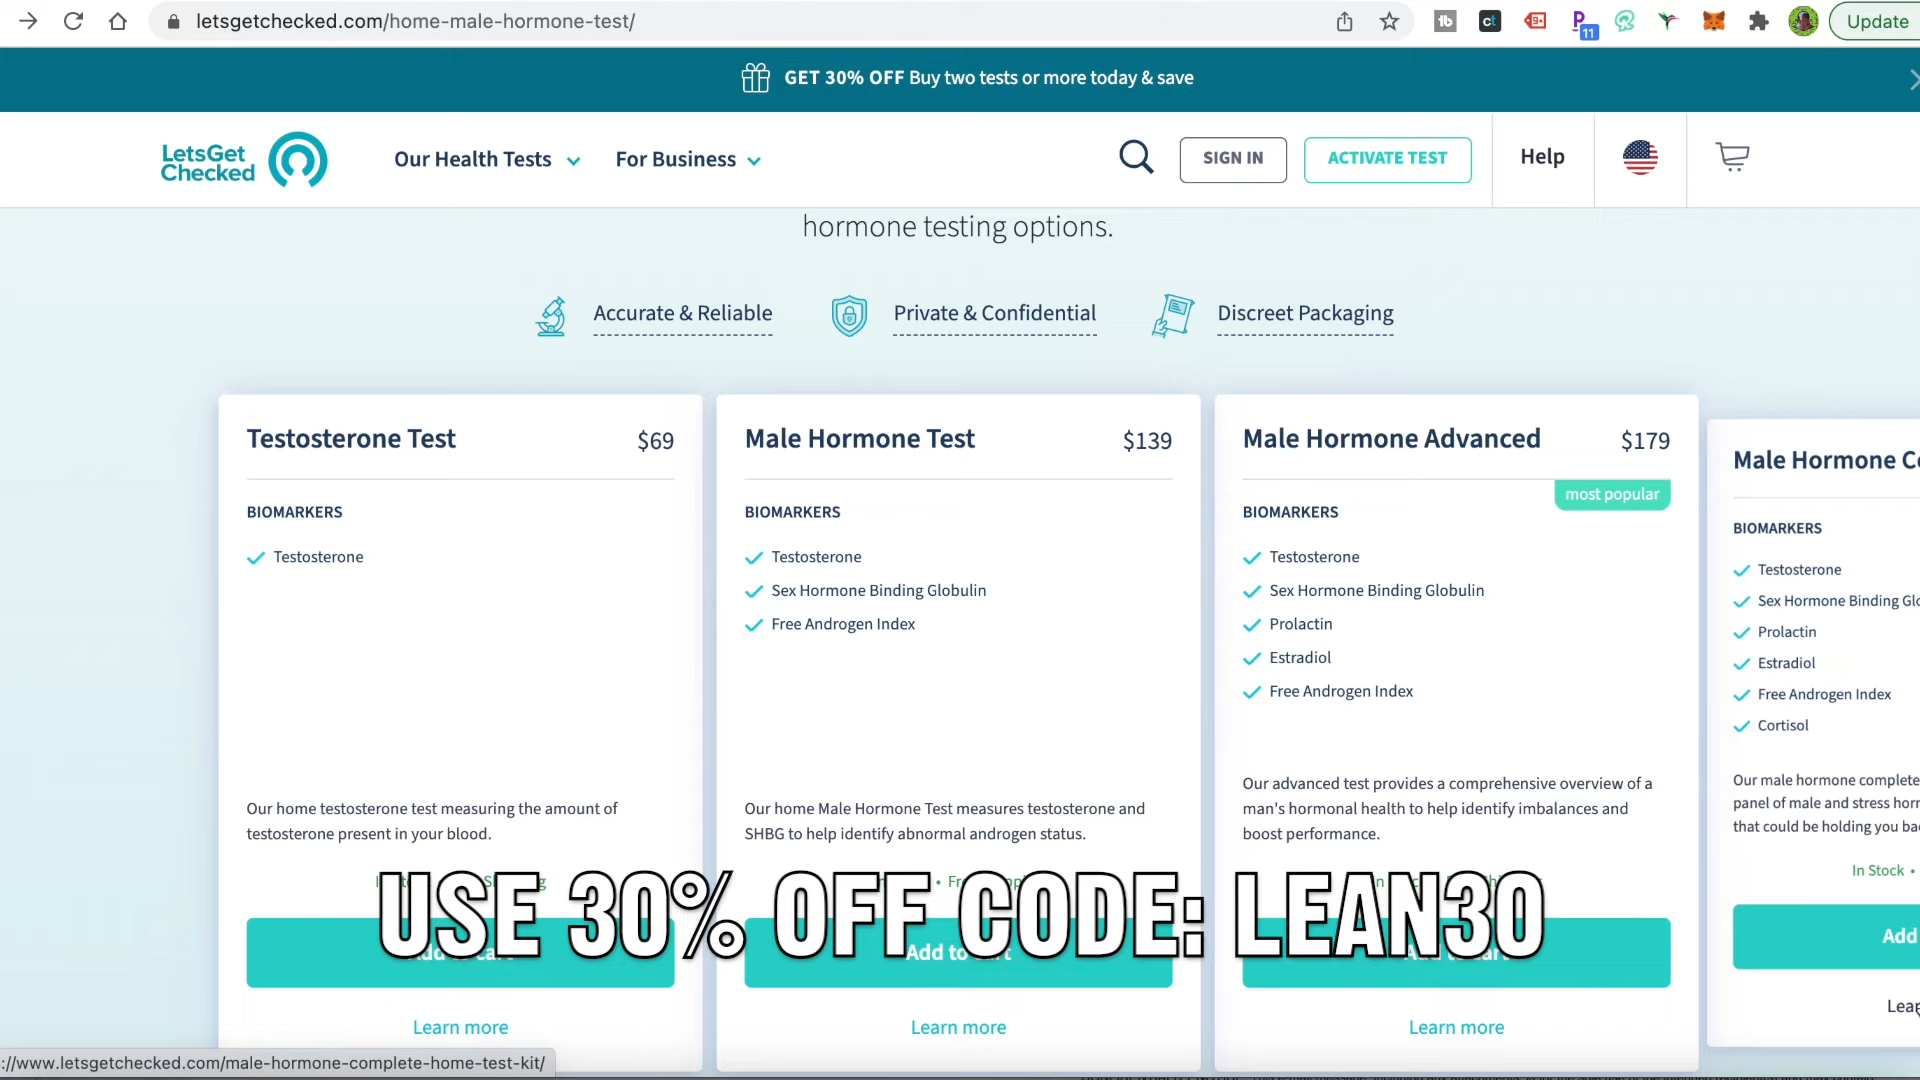 letsgetchecked.com/home-male-hormone-test/
Update
11
GET 30% OFF Buy two tests or more today & save
LetsGet
Checked
Our Health Tests
For Business
SIGN IN
ACTIVATE TEST
Help
hormone testing options.
Accurate & Reliable
Private & Confidential
Discreet Packaging
Testosterone Test
$69
BIOMARKERS
Testosterone
Our home testosterone test measuring the amount of
testosterone present in your blood.
Learn more
Male Hormone Test
$139
BIOMARKERS
Testosterone
Sex Hormone Binding Globulin
Free Androgen Index
Our home Male Hormone Test measures testosterone and
SHBG to help identify abnormal androgen status.
Add to cart
Learn more
Male Hormone Advanced
$179
most popular
BIOMARKERS
Testosterone
Sex Hormone Binding Globulin
Prolactin
Estradiol
Free Androgen Index
Our advanced test provides a comprehensive overview of a
man's hormonal health to help identify imbalances and
boost performance.
Add to cart
Learn more
Male Hormone
BIOMARKERS
Testosterone
Sex Hormone Binding
Prolactin
Estradiol
Free Androgen Index
Cortisol
Our male hormone complete
panel of male and stress
that could be holding you
In Stock •
Add
USE 30% OFF CODE: LEAN30
://www.letsgetchecked.com/male-hormone-complete-home-test-kit/